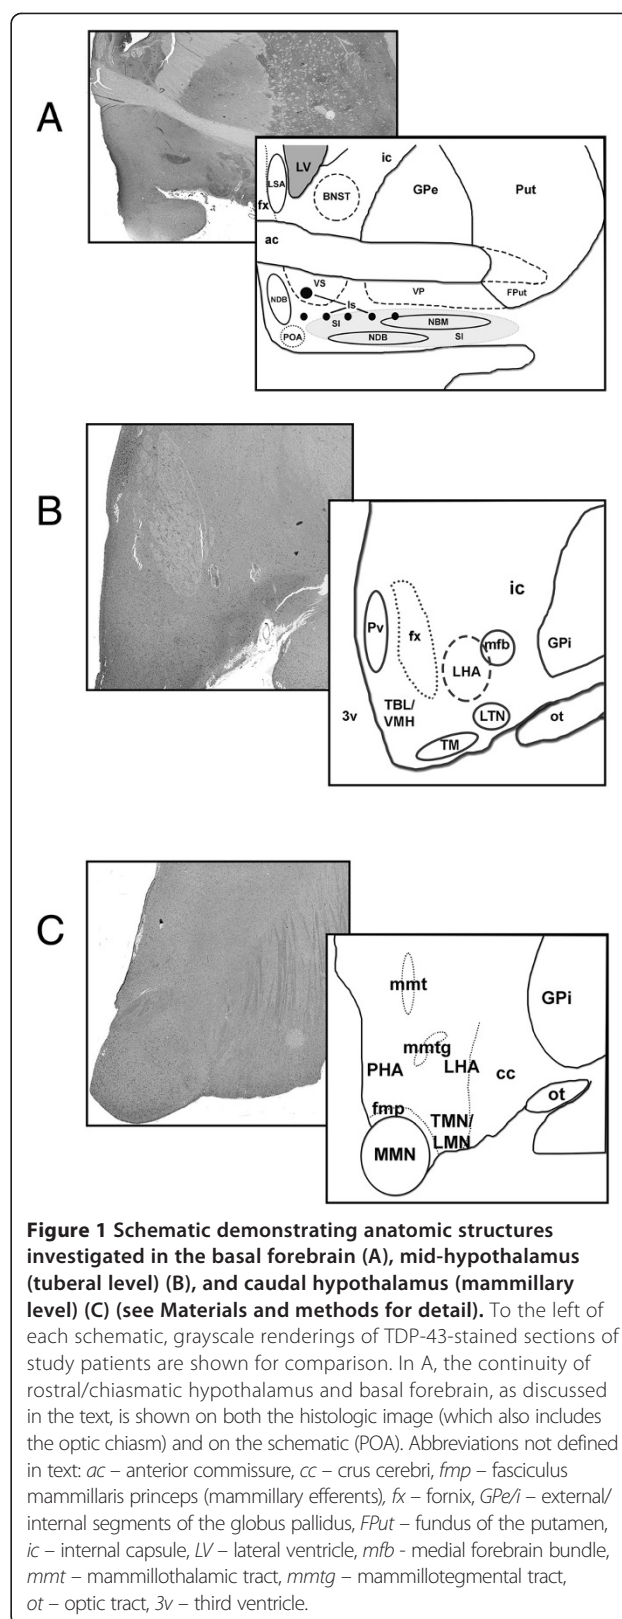 A
LV
ic
LSA
BNST
GPe
Put
fx
ac
VS
VP
FPut
Is
NDB
SI
NBM
POA
NDB
SI
B
ic
Pv
fx
mfb
GPi
LHA
TBL/
VMH
3v
LTN
ot
TM
C
mmt
GPi
mmtg
PHA
LHA
cc
fmp
ot
TMN/
LMN
MMN
Figure 1 Schematic demonstrating anatomic structures
investigated in the basal forebrain (A), mid-hypothalamus
(tuberal level) (B), and caudal hypothalamus (mammillary
level) (C) (see Materials and methods for detail). To the left of
each schematic, grayscale renderings of TDP-43-stained sections of
study patients are shown for comparison. In A, the continuity of
rostral/chiasmatic hypothalamus and basal forebrain, as discussed
in the text, is shown on both the histologic image (which also includes
the optic chiasm) and on the schematic (POA). Abbreviations not defined
in text: ac – anterior commissure, cc – crus cerebri, fmp – fasciculus
mammillaris princeps (mammillary efferents), fx – fornix, GPe/i – external/
internal segments of the globus pallidus, FPut – fundus of the putamen,
ic – internal capsule, LV – lateral ventricle, mfb - medial forebrain bundle,
mmt – mammillothalamic tract, mmtg – mammillotegmental tract,
ot – optic tract, 3v – third ventricle.